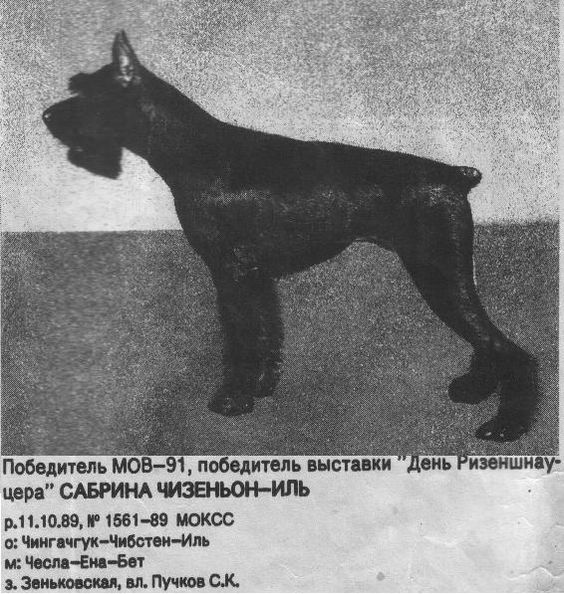 Победитель МОВ–91, победитель выставки "День Ризеншнау-
цера" САБРИНА ЧИЗЕНЬОН–ИЛЬ
р.11.10.89, № 1561–89 МОКСС
о: Чингачгук–Чибстен–Иль
м: Чесла–Ена–Бет
з. Зеньковская, вл. Пучков С.К.